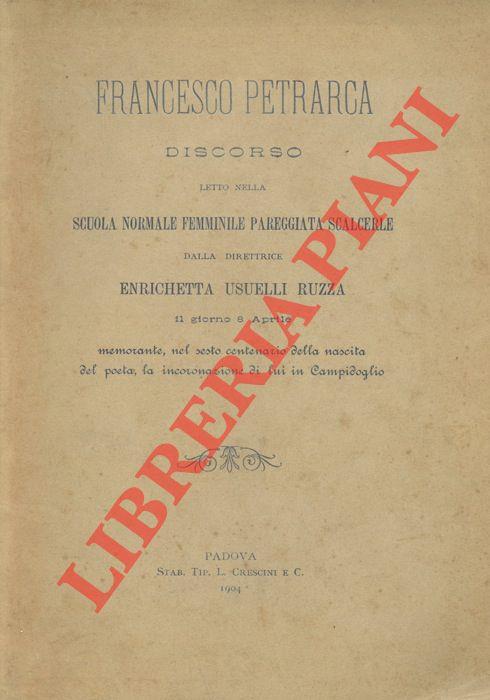 FRANCESCO PETRARCA
DISCORSO
LETTO NELLA
SCUOLA NORMALE FEMMINILE PAREGGIATA SCALCERLE
DALLA DIRETTRICE
ENRICHETTA USUELLI RUZZA
il giorno 8 Aprile
memorante, nel sesto centenario della nascita
del poeta, la incoronazione di lui in Campidoglio
PADOVA
STAB. TIP. L. CRESCINI E C.
1904
LIBRERIA PIANI